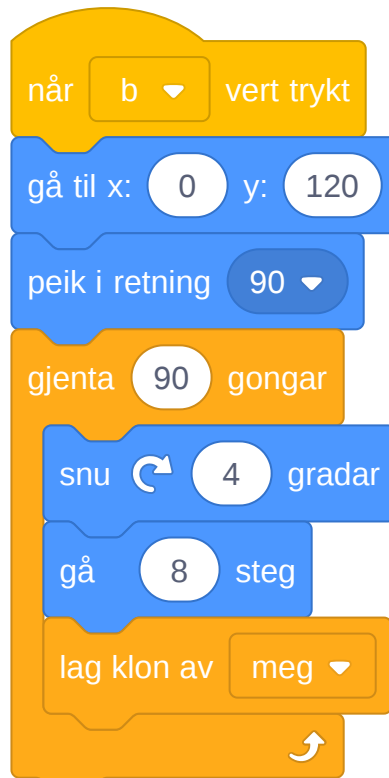 når b vert trykt
gå til x: 0 y: 120
peik i retning 90
gjenta 90 gongar
snu 4 gradar
gå 8 steg
lag klon av meg